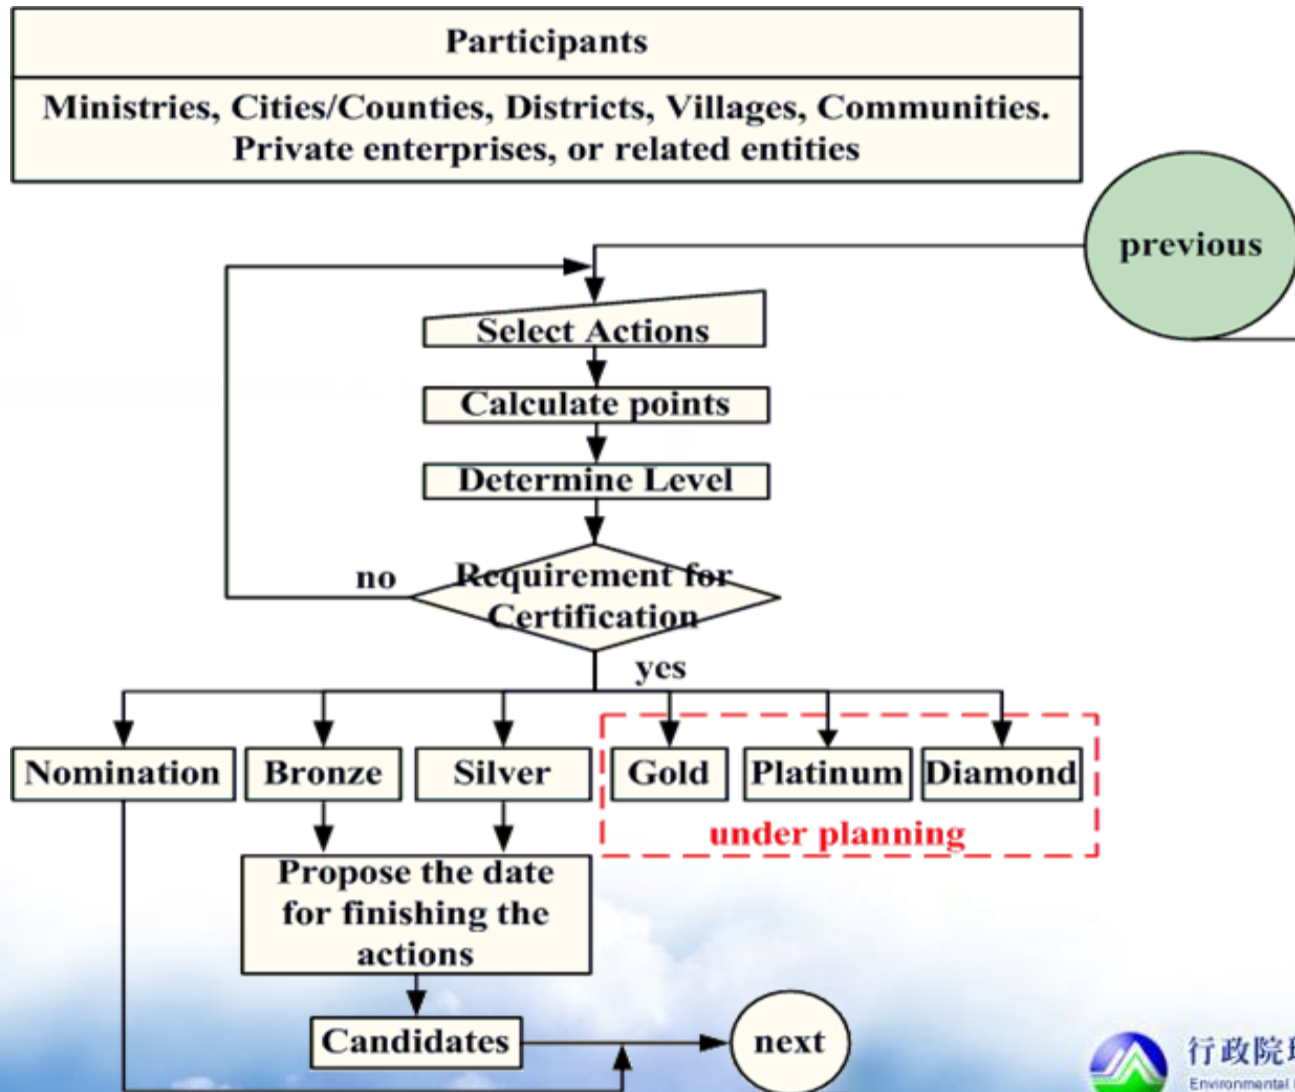 Participants
Ministries, Cities/Counties, Districts, Villages, Communities.
Private enterprises, or related entities
previous
Select Actions
Calculate points
Determine Level
no
Requirement for
Certification
yes
Nomination
Bronze
Silver
Gold
Platinum
Diamond
under planning
Propose the date
for finishing the
actions
Candidates
next
行政院
Environmental